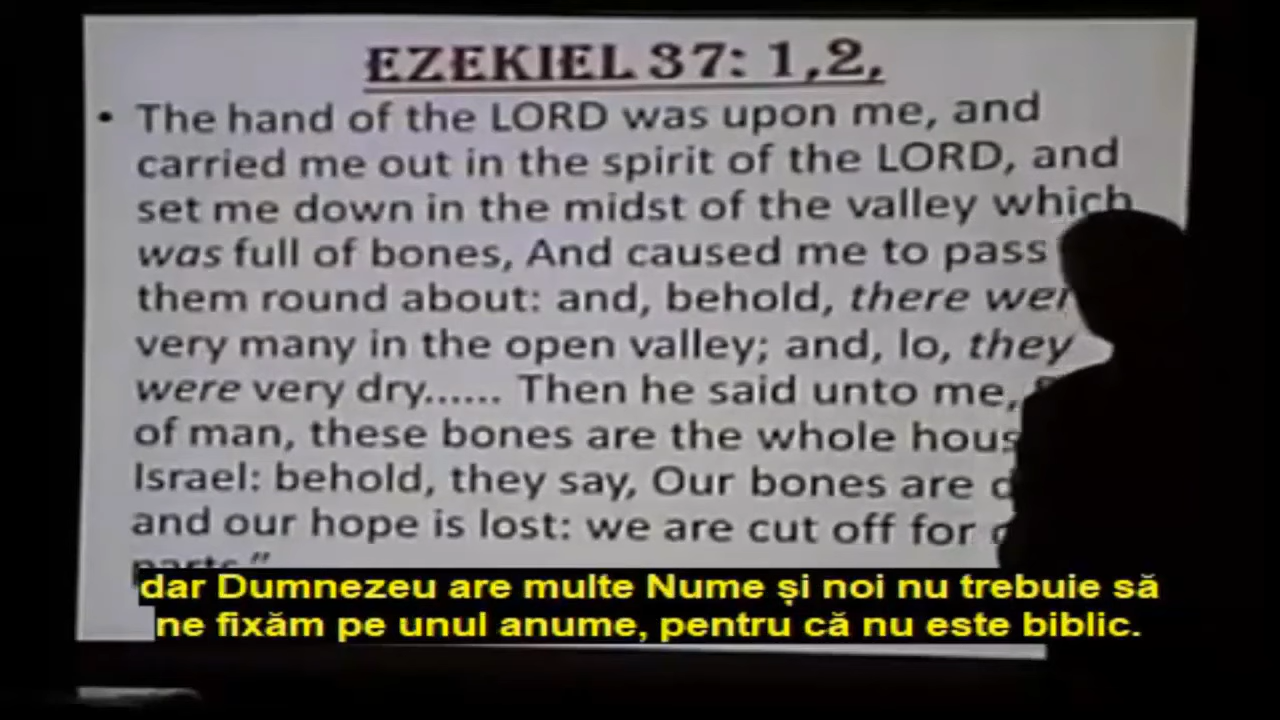 EZEKIEL 37: 1,2,
• The hand of the LORD was upon me, and
carried me out in the spirit of the LORD, and
set me down in the midst of the valley which
was full of bones, And caused me to pass
them round about: and, behold, there
very many in the open valley; and, lo, they
were very dry...... Then he said unto me,
of man, these bones are the whole
Israel: behold, they say, Our bones are
and our hope is lost: we are cut off for
parts."
dar Dumnezeu are multe Nume și noi nu trebuie să
ne fixăm pe unul anume, pentru că nu este biblic.